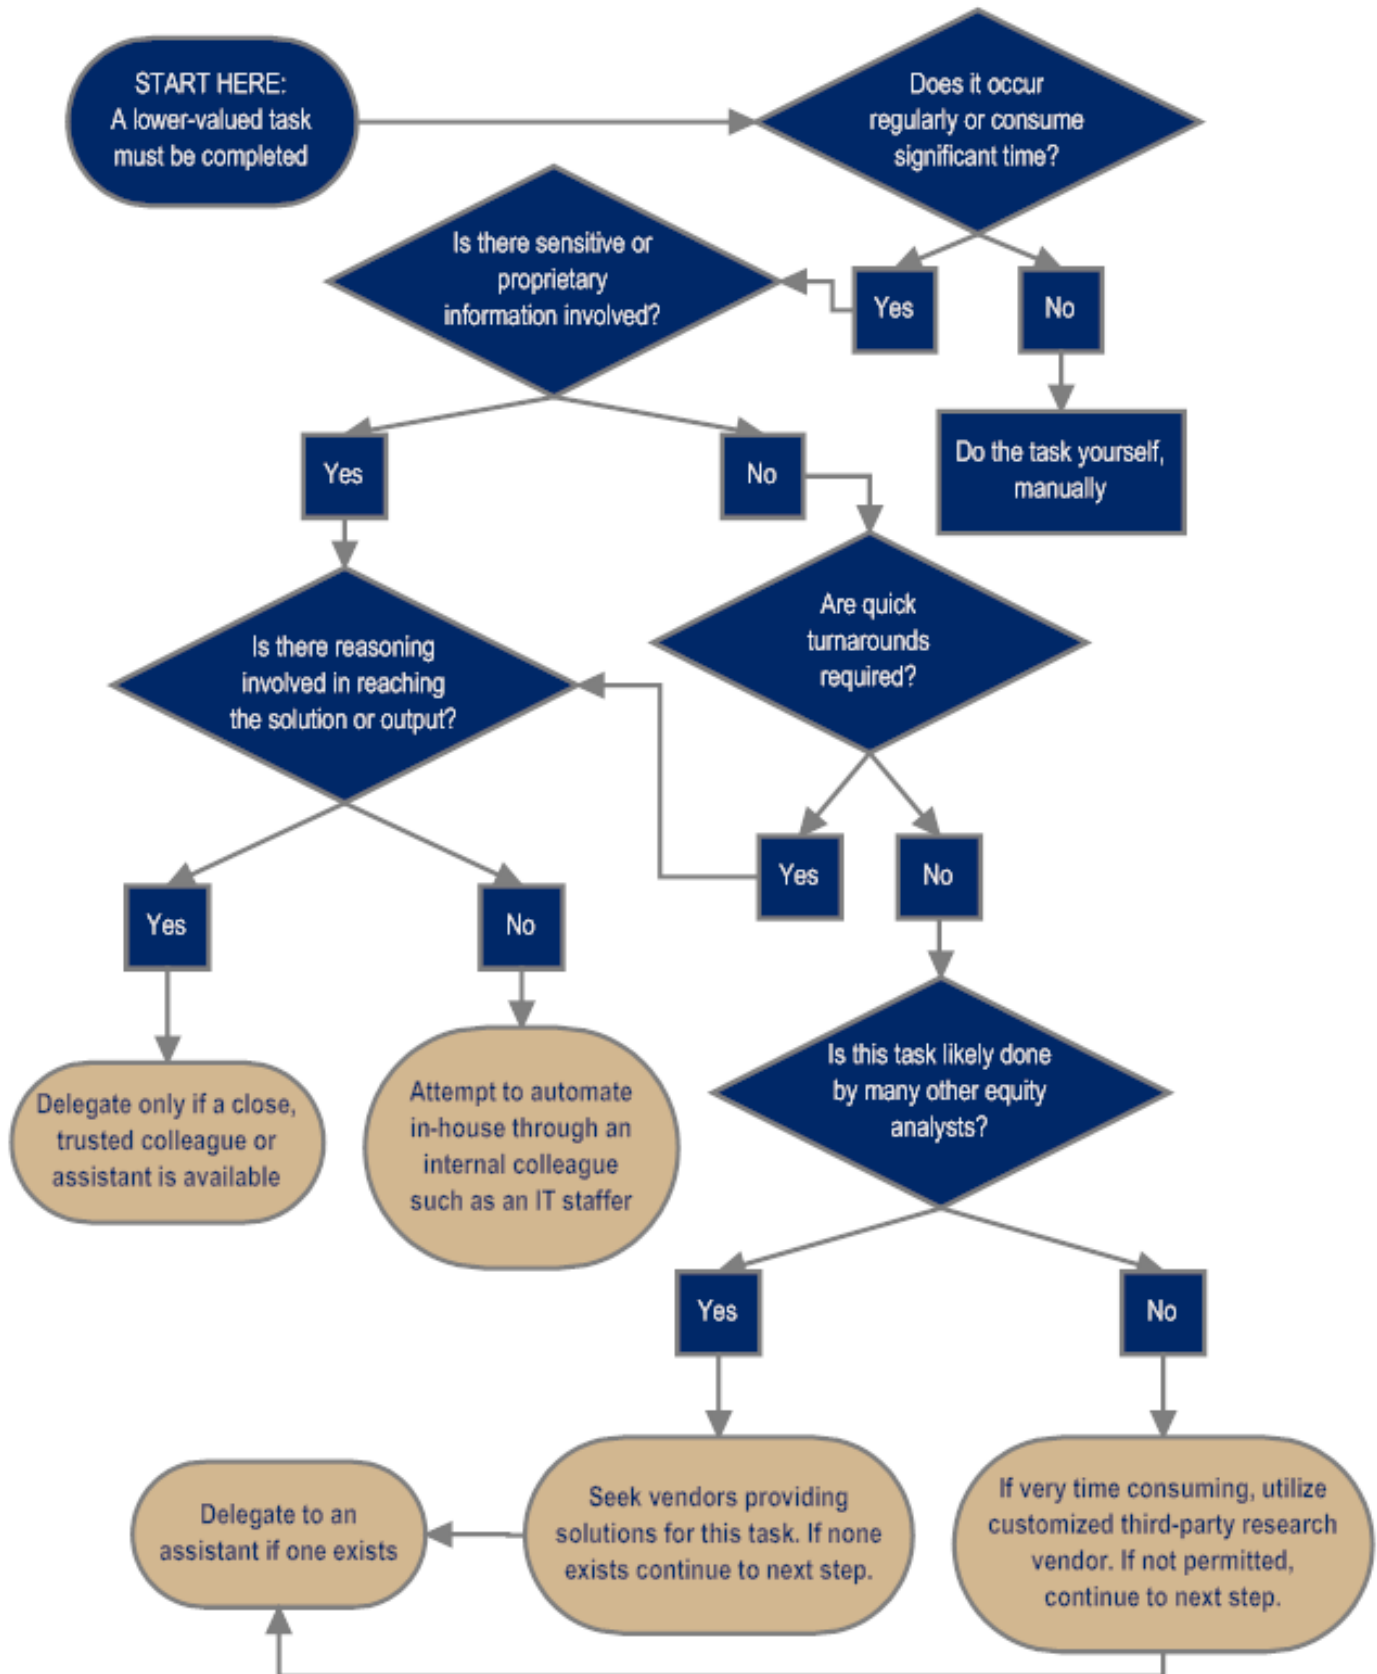 START HERE:
A lower-valued task
must be completed
Does it occur
regularly or consume
significant time?
Is there sensitive or
proprietary
information involved?
Yes
No
Do the task yourself,
manually
Yes
No
Are quick
turnarounds
required?
Is there reasoning
involved in reaching
the solution or output?
Yes
No
Yes
No
Delegate only if a close,
trusted colleague or
assistant is available
Attempt to automate
in-house through an
internal colleague
such as an IT staffer
Is this task likely done
by many other equity
analysts?
Yes
No
Delegate to an
assistant if one exists
Seek vendors providing
solutions for this task. If none
exists continue to next step.
If very time consuming, utilize
customized third-party research
vendor. If not permitted,
continue to next step.